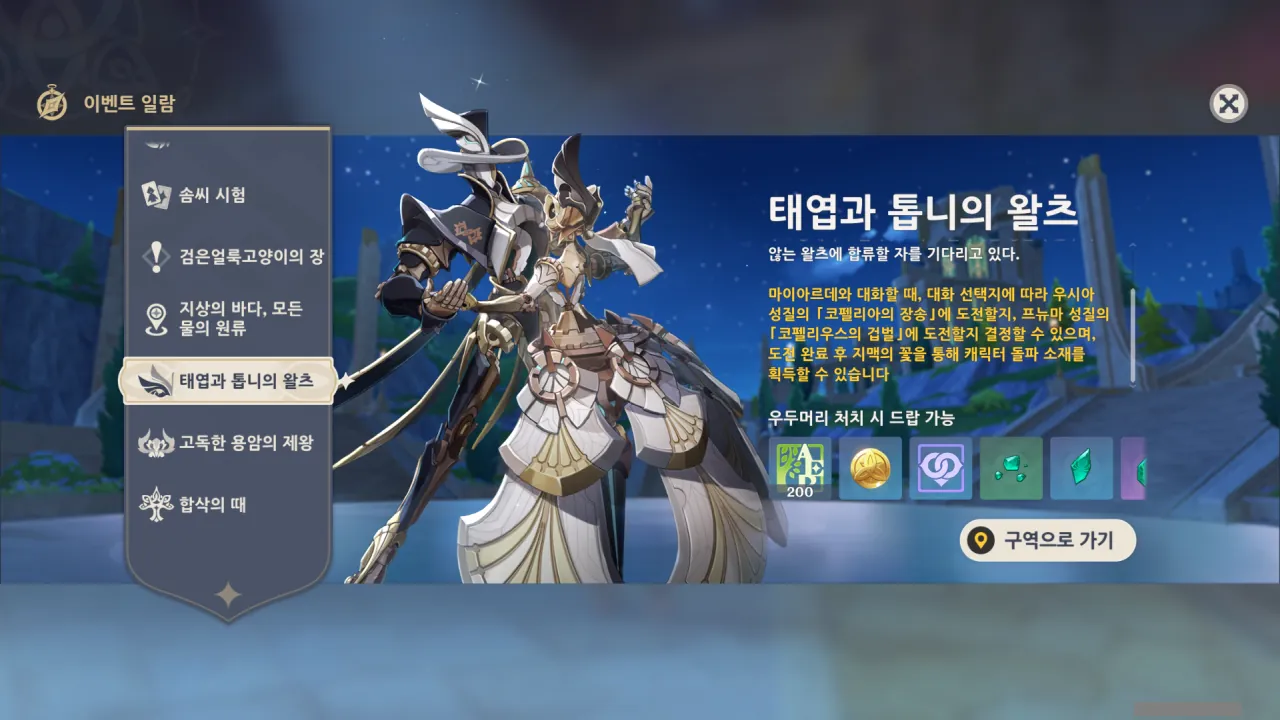 이벤트 일람
솜씨 시험
검은얼룩고양이의 장
지상의 바다, 모든
물의 원류
태엽과 톱니의 왈츠
고독한 용암의 제왕
합삭의 때
태엽과 톱니의 왈츠
않는 왈츠에 합류할 자를 기다리고 있다.
마이아르데와 대화할 때, 대화 선택지에 따라 우시아
성질의 「코펠리아의 장송」에 도전할지, 프뉴마 성질의
「코펠리우스의 겁벌」에 도전할지 결정할 수 있으며,
도전 완료 후 지맥의 꽃을 통해 캐릭터 돌파 소재를
획득할 수 있습니다
우두머리 처치 시 드랍 가능
200
구역으로 가기